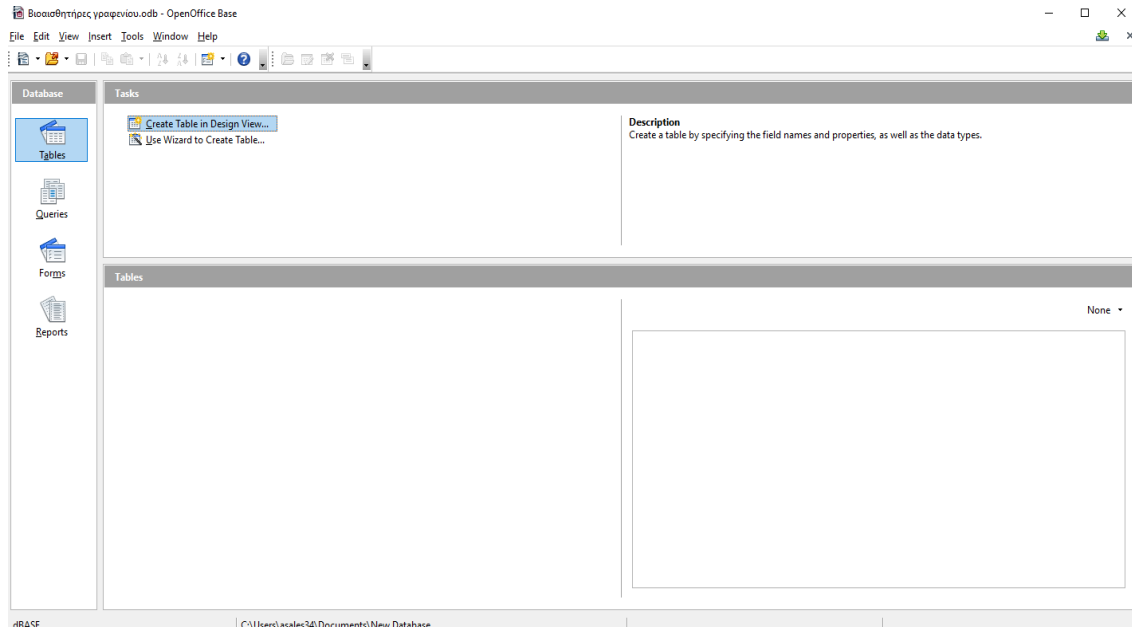 Βιοαισθητήρες γραφενίου.odb - OpenOffice Base
File Edit View Insert Tools Window Help
Database
Tasks
Create Table in Design View...
Use Wizard to Create Table...
Description
Create a table by specifying the field names and properties, as well as the data types.
Tables
Queries
Forms
Reports
Tables
None
dBASE
C:\Users\asales34\Documents\New Database